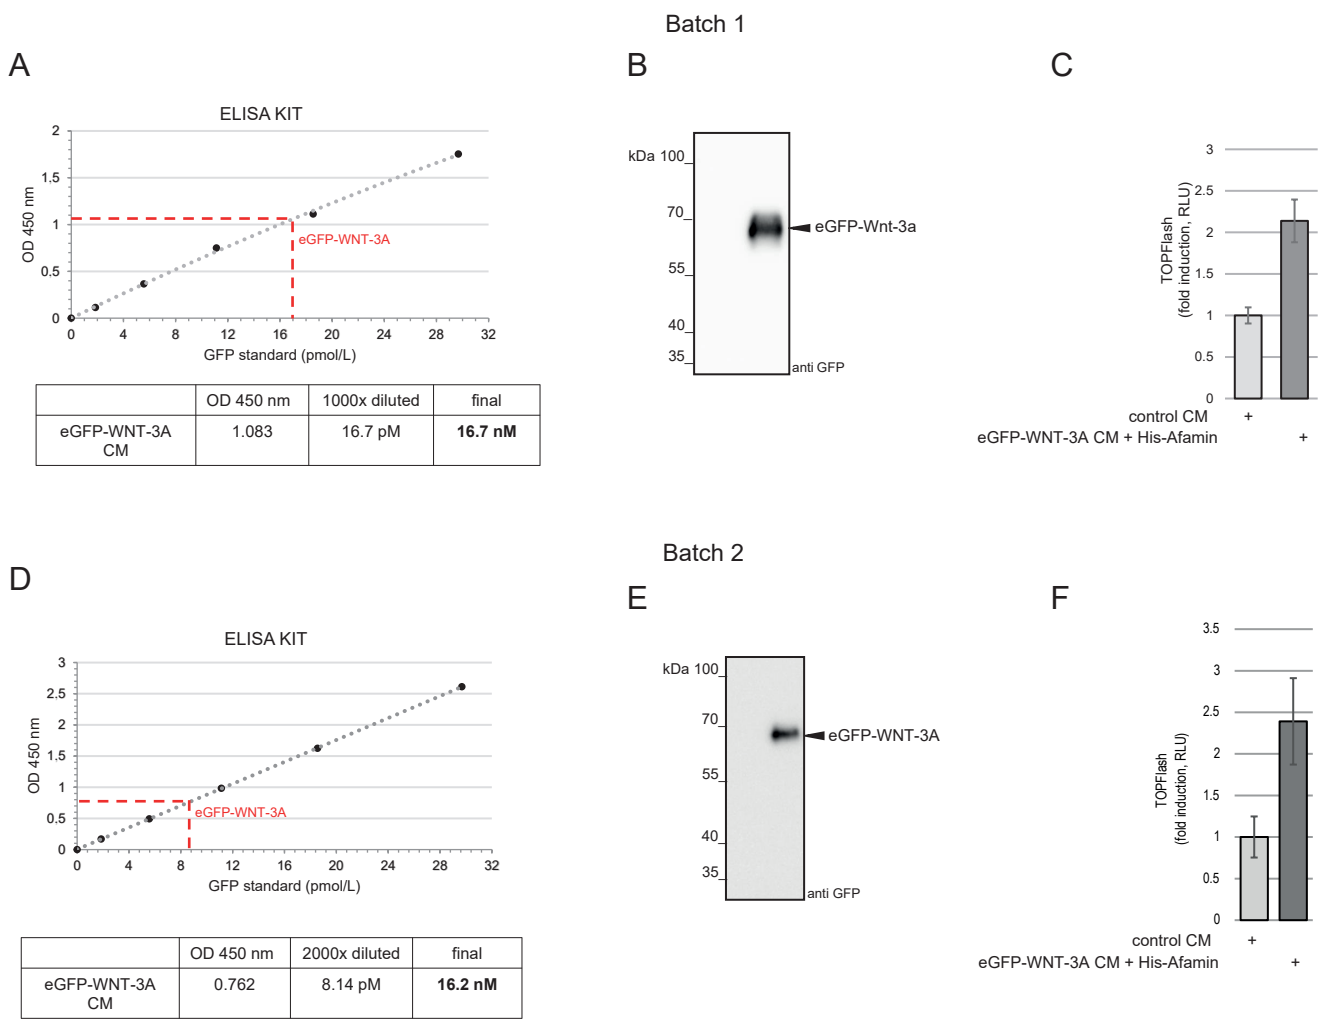 Batch 1
A
ELISA KIT
2
1.5
1
0.5
0
OD 450 nm
eGFP-WNT-3A
0 4 8 12 16 20 24 28 32
GFP standard (pmol/L)
OD 450 nm 1000x diluted final
eGFP-WNT-3A CM 1.083 16.7 pM 16.7 nM
B
kDa 100
70
55
40
35
eGFP-Wnt-3a
anti GFP
C
3
2.5
2
1.5
1
0.5
0
TOPFlash
(fold induction, RLU)
control CM +
eGFP-WNT-3A CM + His-Afamin +
Batch 2
D
ELISA KIT
3
2.5
2
1.5
1
0.5
0
OD 450 nm
eGFP-WNT-3A
0 4 8 12 16 20 24 28 32
GFP standard (pmol/L)
OD 450 nm 2000x diluted final
eGFP-WNT-3A CM 0.762 8.14 pM 16.2 nM
E
kDa 100
70
55
40
35
eGFP-WNT-3A
anti GFP
F
3.5
3
2.5
2
1.5
1
0.5
0
TOPFlash
(fold induction, RLU)
control CM +
eGFP-WNT-3A CM + His-Afamin +